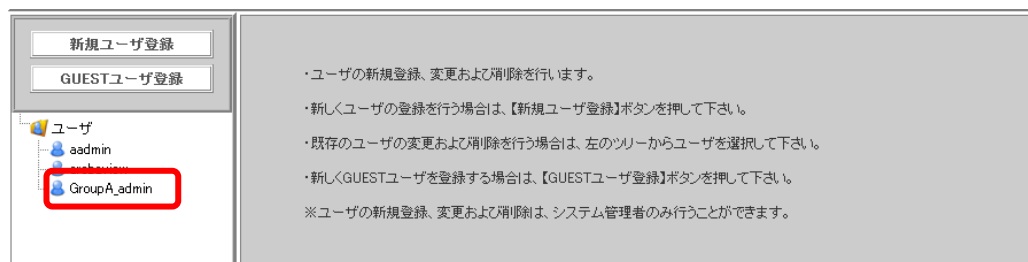 新規ユーザ登録
GUESTユーザ登録
ユーザ
aadmin
GroupA_admin
・ユーザの新規登録、変更および削除を行います。
・新しくユーザの登録を行う場合は、【新規ユーザ登録】ボタンを押して下さい。
・既存のユーザの変更および削除を行う場合は、左のツリーからユーザを選択して下さい。
・新しくGUESTユーザを登録する場合は、【GUESTユーザ登録】ボタンを押して下さい。
※ユーザの新規登録、変更および削除は、システム管理者のみ行うことができます。